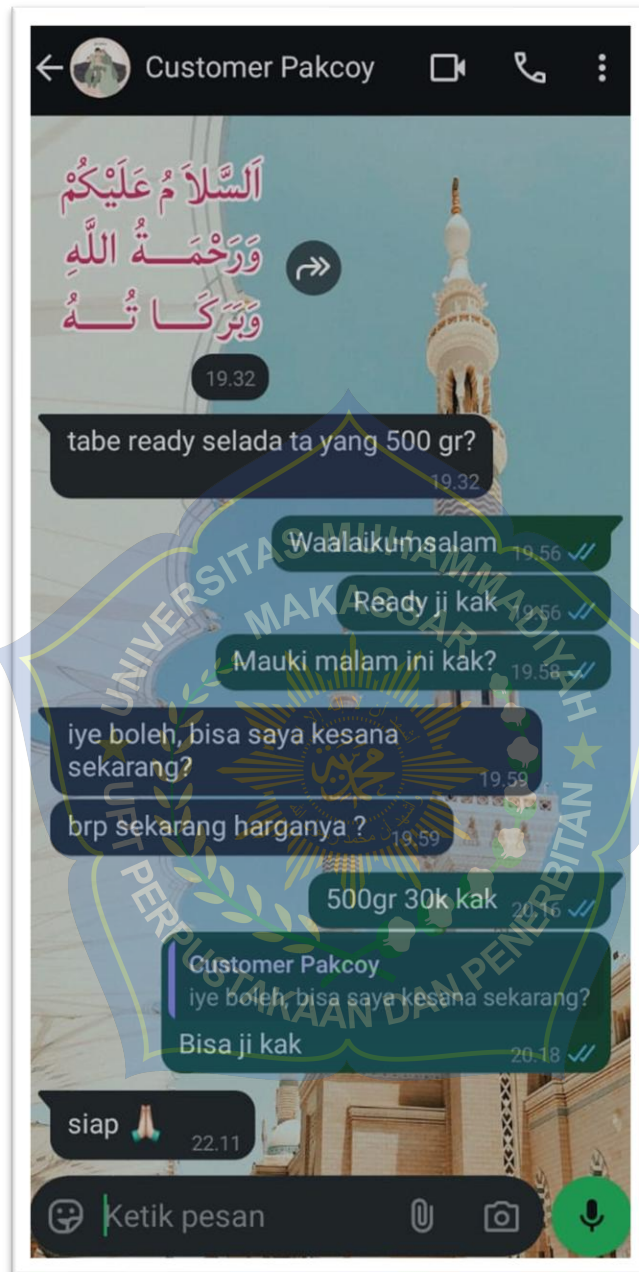 Customer Pakcoy
اَلسَّلاَ مُ عَلَيْكُمْ
وَرَحْمَـــةُ اللَّهِ
وَبَرَكَـــا تُـــهُ
19.32
tabe ready selada ta yang 500 gr?
19.32
Waalaikumsalam 19.56
Ready ji kak 19.56
Mauki malam ini kak? 19.58
iye boleh, bisa saya kesana
sekarang?
19.59
brp sekarang harganya ? 19.59
500gr 30k kak 20.16
Customer Pakcoy
iye boleh, bisa saya kesana sekarang?
Bisa ji kak 20.18
siap 🙏🏻 22.11
Ketik pesan
UNIVERSITAS MUHAMMADIYAH
MAKASSAR
UPT PERPUSTAKAAN DAN PENERBITAN